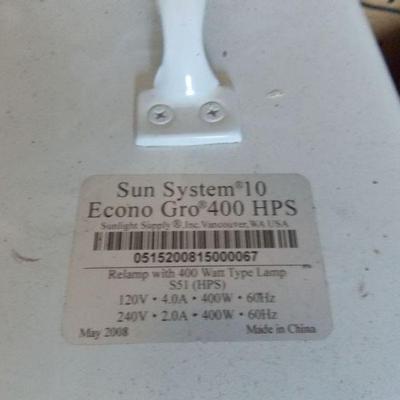 Sun System®10
Econo Gro®400 HPS
Sunlight Supply®,Inc.Vancouver,WA USA
0515200815000067
Relamp with 400 Watt Type Lamp
S51 (HPS)
120V • 4.0A • 400W • 60Hz
240V • 2.0A • 400W • 60Hz
May 2008 Made in China